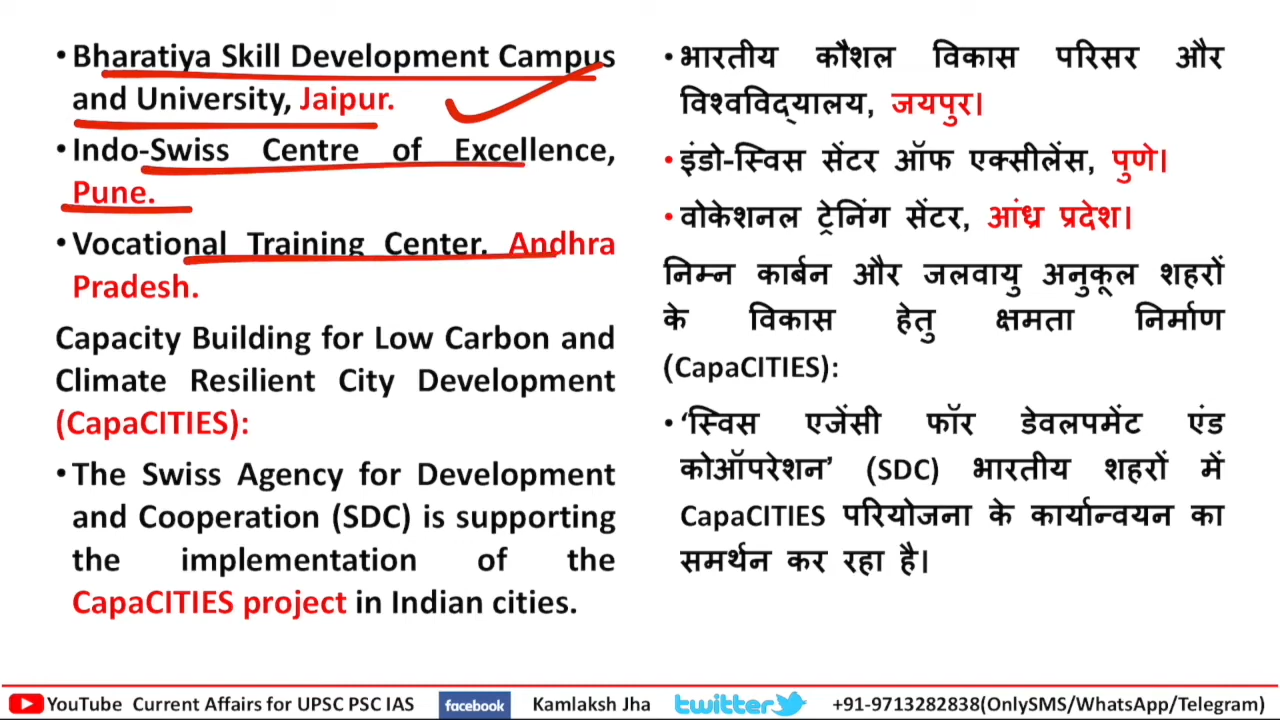 • Bharatiya Skill Development Campus
and University, Jaipur.
• Indo-Swiss Centre of Excellence,
Pune.
• Vocational Training Center, Andhra
Pradesh.
Capacity Building for Low Carbon and
Climate Resilient City Development
(CapaCITIES):
• The Swiss Agency for Development
and Cooperation (SDC) is supporting
the implementation of the
CapaCITIES project in Indian cities.
• भारतीय कौशल विकास परिसर और
विश्वविद्यालय, जयपुर।
• इंडो-स्विस सेंटर ऑफ एक्सीलेंस, पुणे।
• वोकेशनल ट्रेनिंग सेंटर, आंध्र प्रदेश।
निम्न कार्बन और जलवायु अनुकूल शहरों
के विकास हेतु क्षमता निर्माण
(CapaCITIES):
• ‘स्विस एजेंसी फॉर डेवलपमेंट एंड
कोऑपरेशन’ (SDC) भारतीय शहरों में
CapaCITIES परियोजना के कार्यान्वयन का
समर्थन कर रहा है।
YouTube Current Affairs for UPSC PSC IAS facebook Kamlaksh Jha twitter +91-9713282838(OnlySMS/WhatsApp/Telegram)